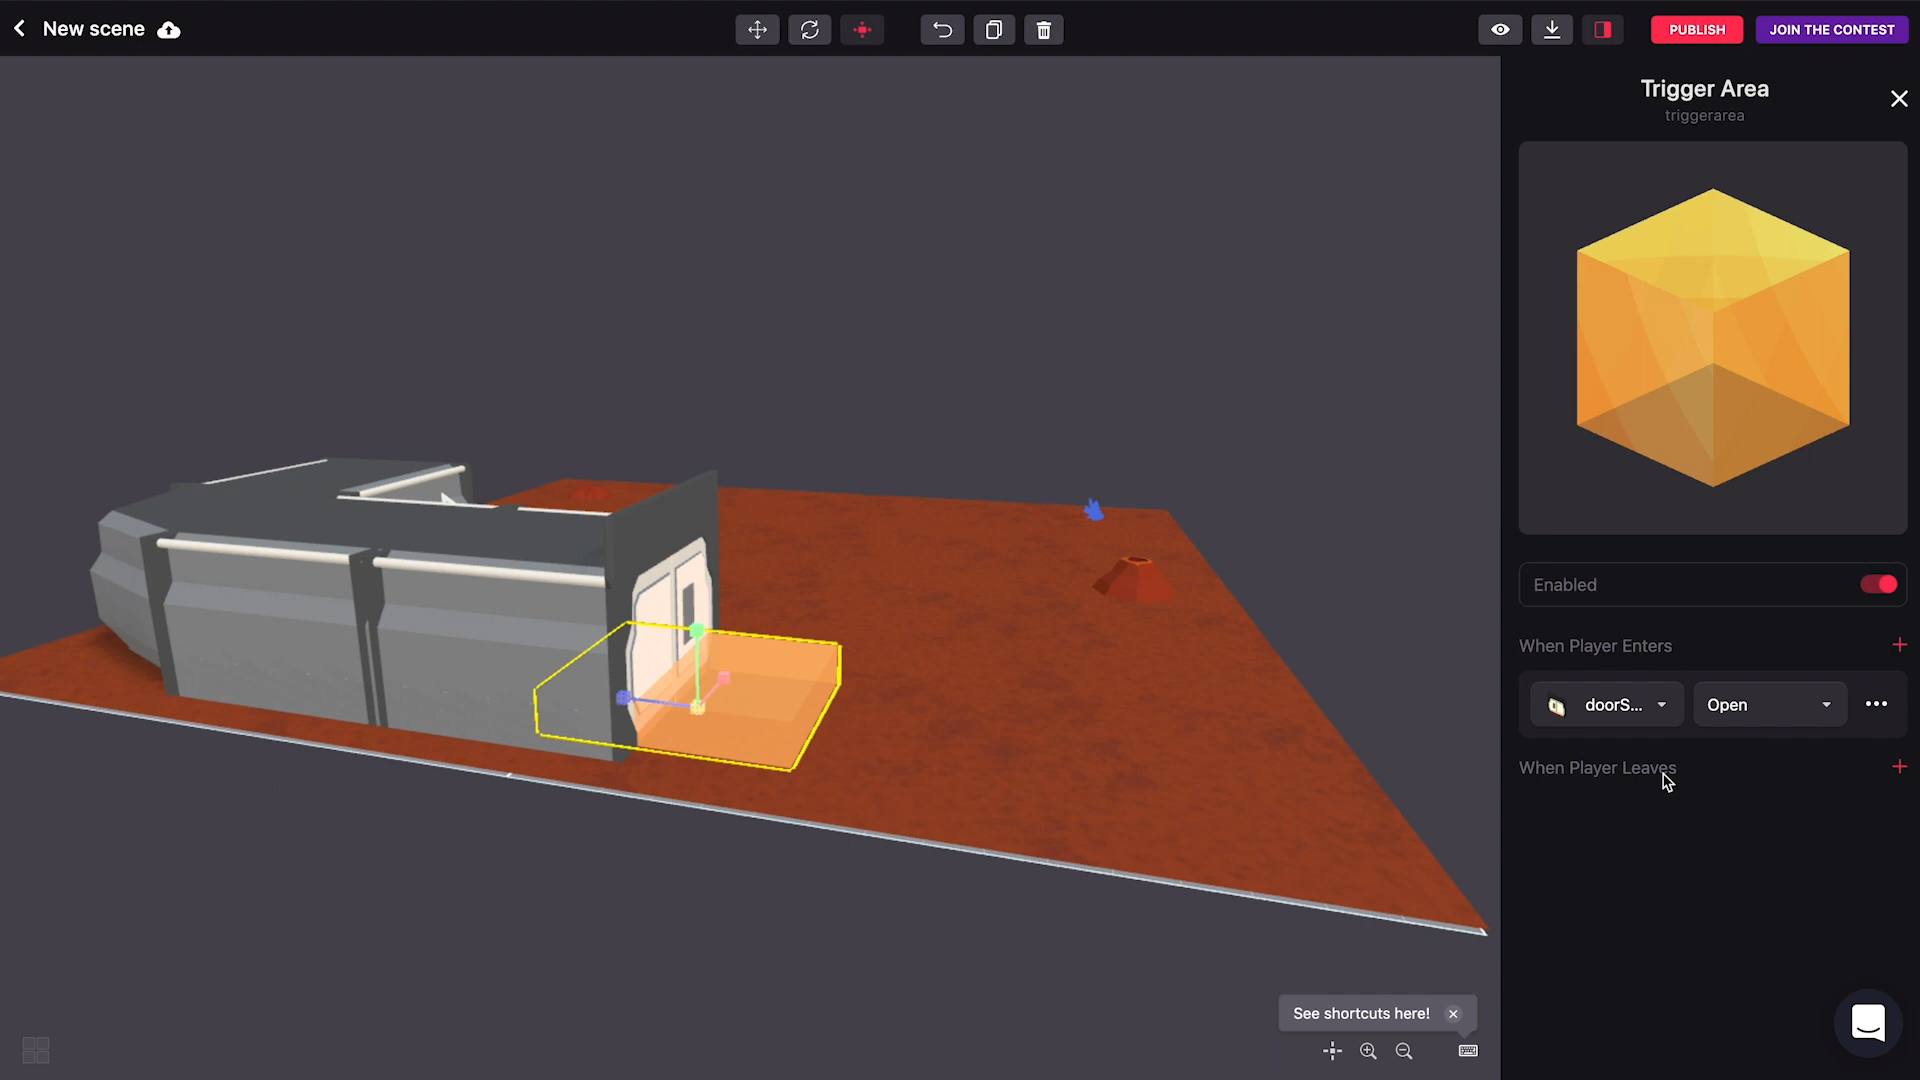 New scene
PUBLISH
JOIN THE CONTEST
Trigger Area
triggerarea
Enabled
When Player Enters
doorS...
Open
When Player Leaves
See shortcuts here!